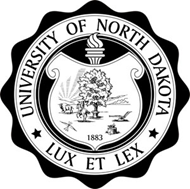 UNIVERSITY OF NORTH DAKOTA
1883
LUX ET LEX